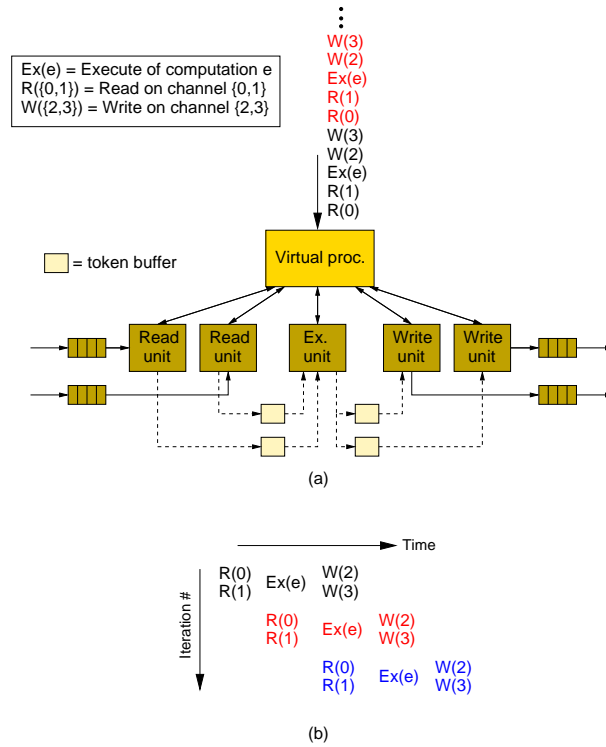 W(3)
W(2)
Ex(e)
R(1)
R(0)
W(3)
W(2)
Ex(e)
R(1)
R(0)
Ex(e) = Execute of computation e
R({0,1}) = Read on channel {0,1}
W({2,3}) = Write on channel {2,3}
Virtual proc.
= token buffer
Read unit
Read unit
Ex. unit
Write unit
Write unit
(a)
Time
Iteration #
R(0) W(2)
Ex(e)
R(1) W(3)
R(0) W(2)
Ex(e)
R(1) W(3)
R(0) W(2)
Ex(e)
R(1) W(3)
(b)